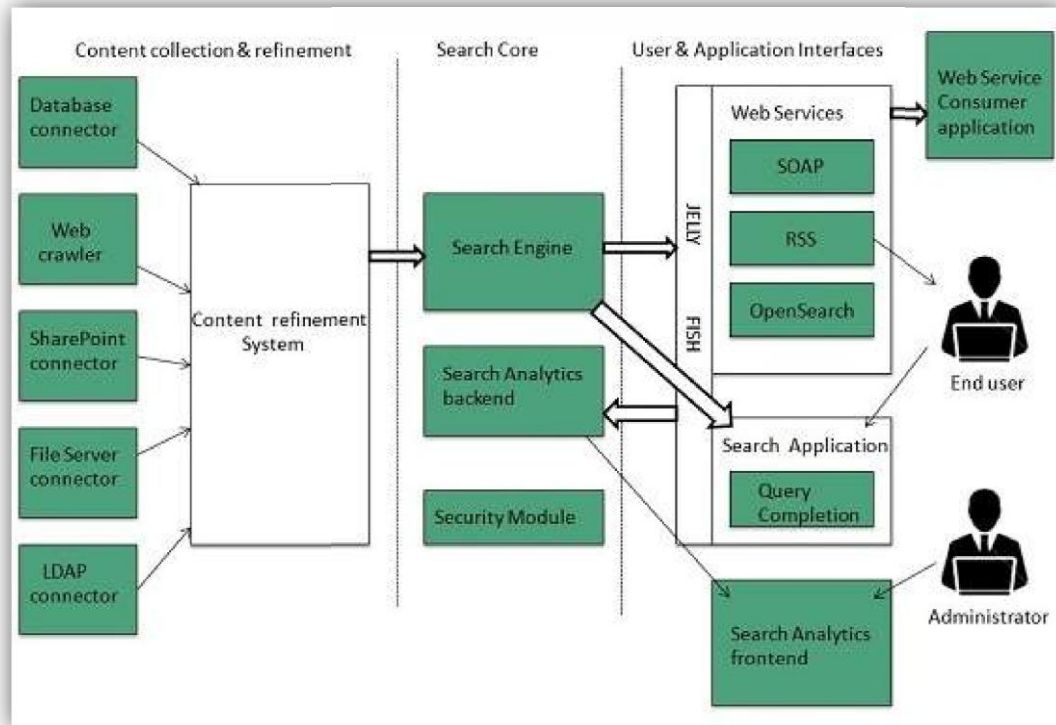 Content collection & refinement
Search Core
User & Application Interfaces
Database
connector
Web
crawler
SharePoint
connector
File Server
connector
LDAP
connector
Content refinement
System
Search Engine
Search Analytics
backend
Security Module
JELLY
FISH
Web Services
SOAP
RSS
OpenSearch
Search Application
Query
Completion
Search Analytics
frontend
Web Service
Consumer
application
End user
Administrator